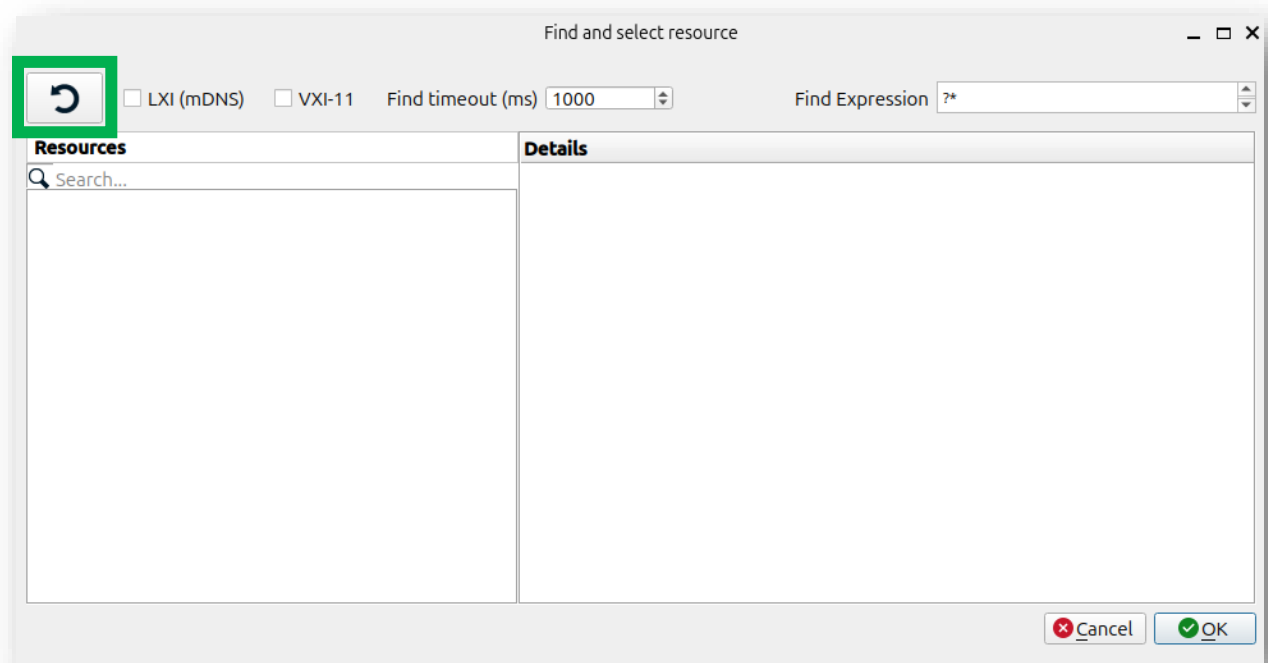 Find and select resource
LXI (mDNS) VXI-11 Find timeout (ms) 1000 Find Expression ?*
Resources Details
Search...
Cancel OK